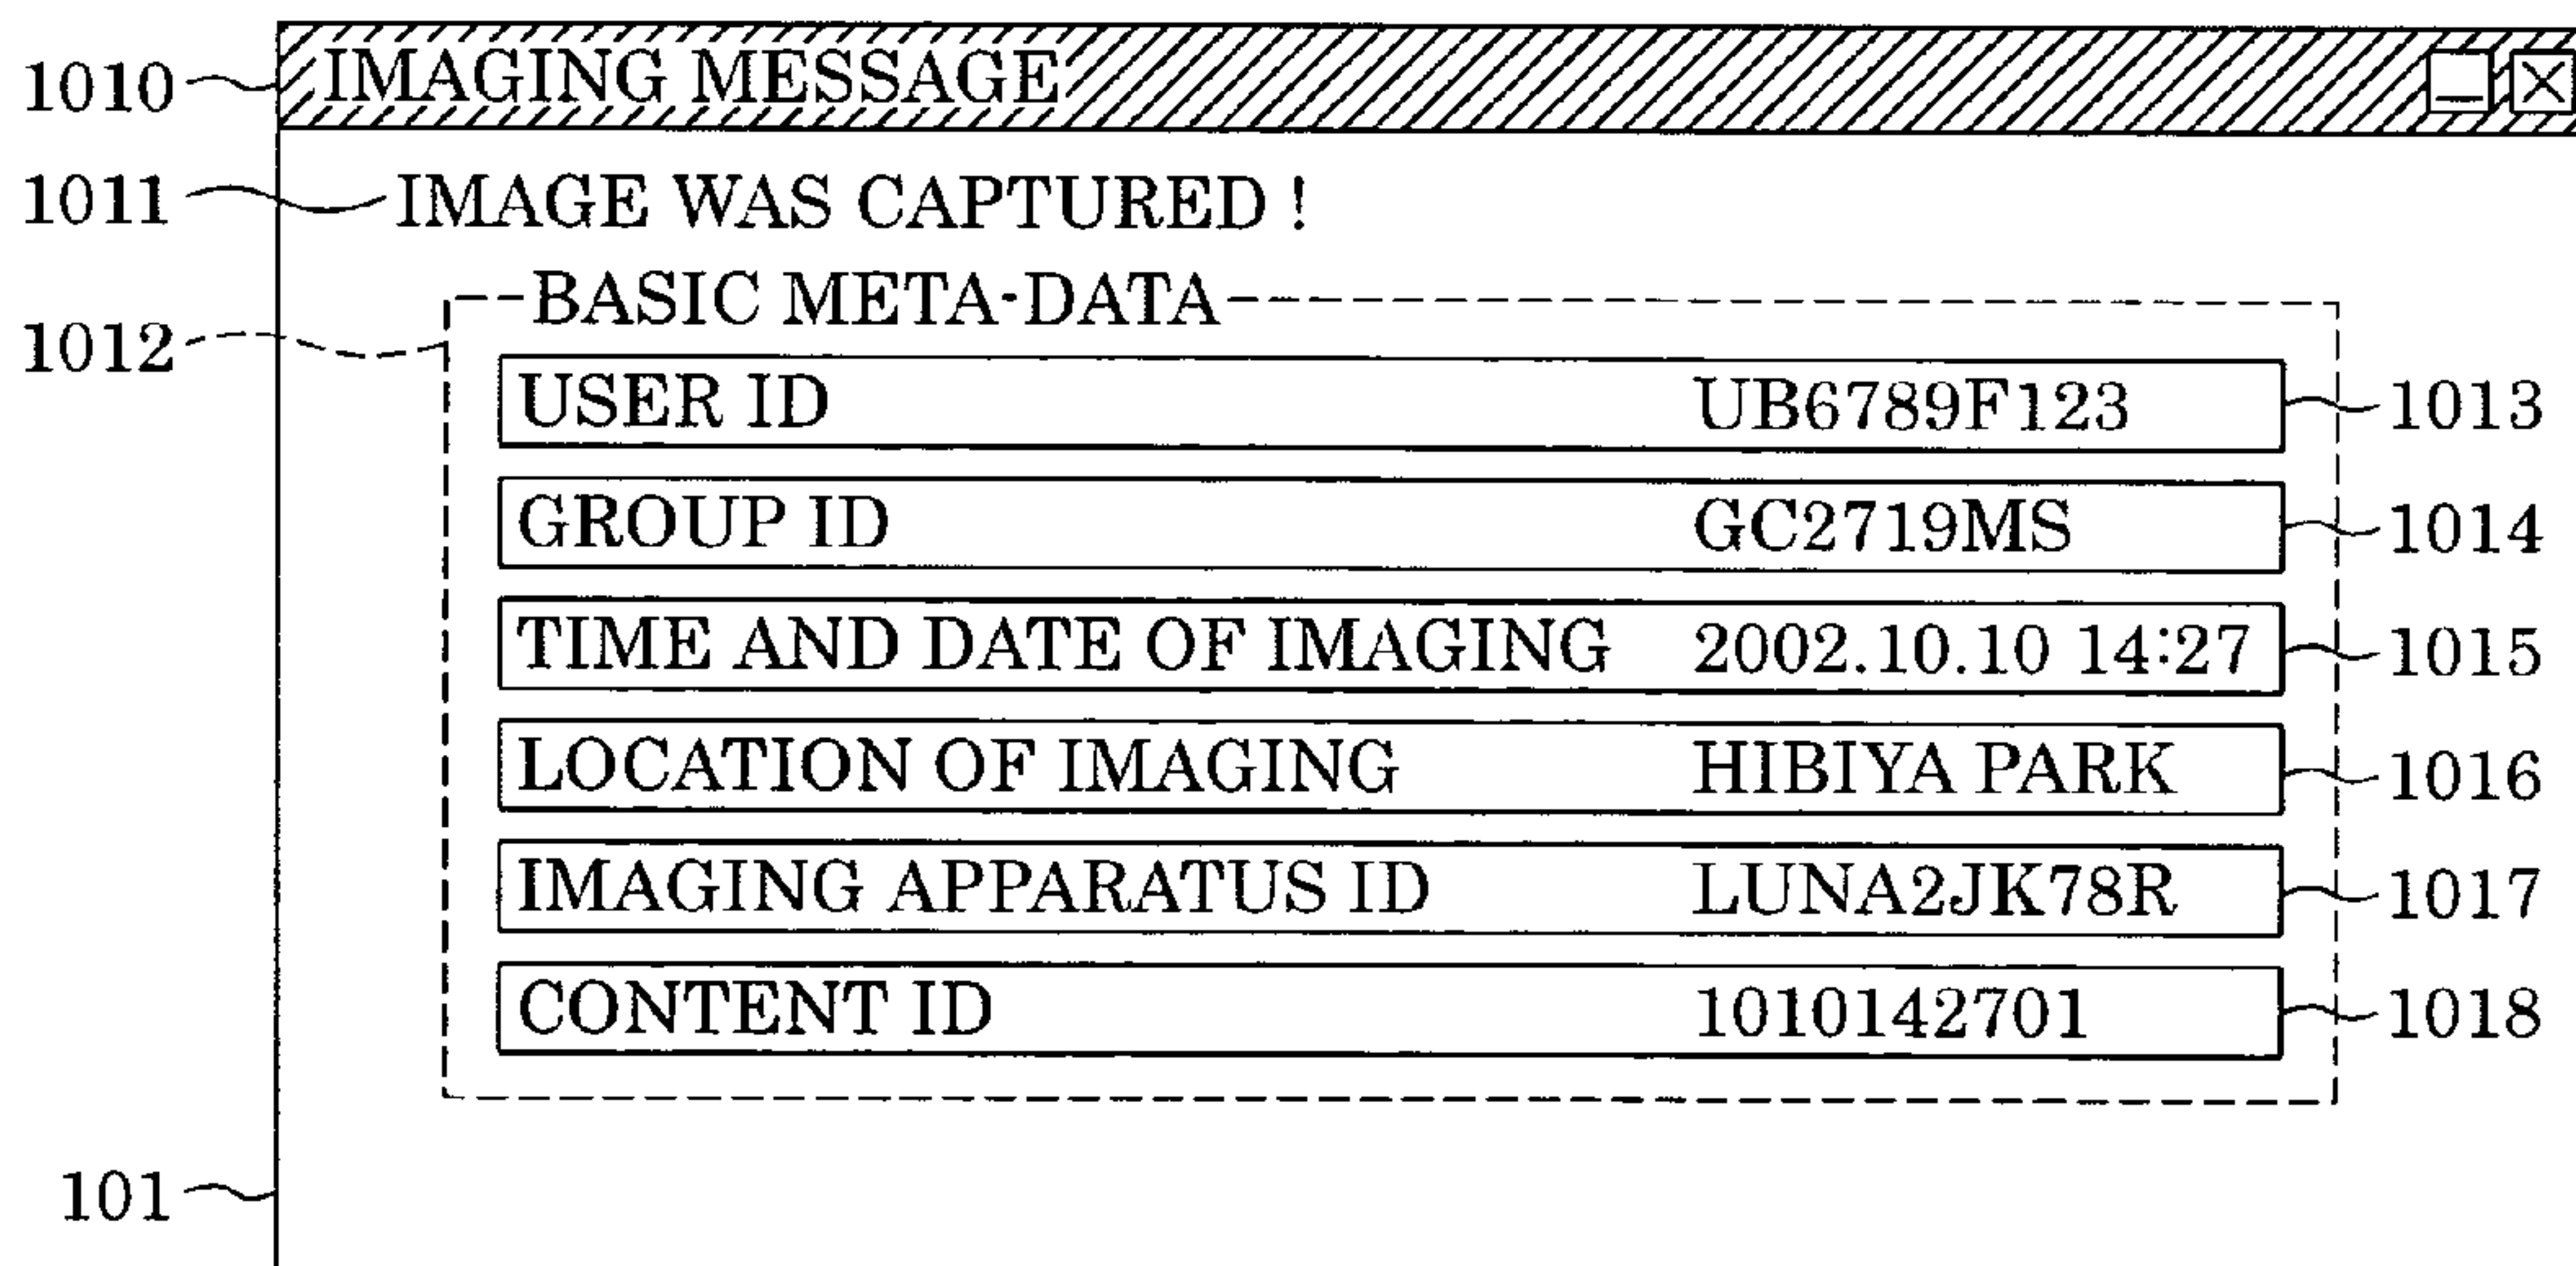 1010 IMAGING MESSAGE
1011 IMAGE WAS CAPTURED !
BASIC META-DATA
1012
USER ID UB6789F123 1013
GROUP ID GC2719MS 1014
TIME AND DATE OF IMAGING 2002.10.10 14:27 1015
LOCATION OF IMAGING HIBIYA PARK 1016
IMAGING APPARATUS ID LUNA2JK78R 1017
CONTENT ID 1010142701 1018
101